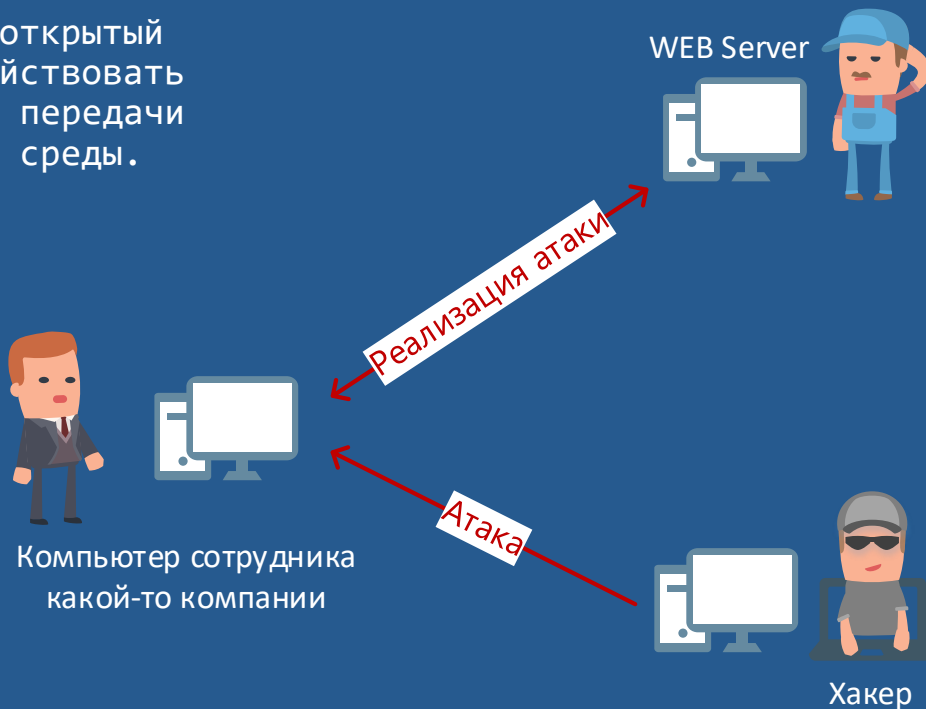 открытый
йствовать
передачи
среды.
WEB Server
Реализация атаки
Атака
Компьютер сотрудника
какой-то компании
Хакер